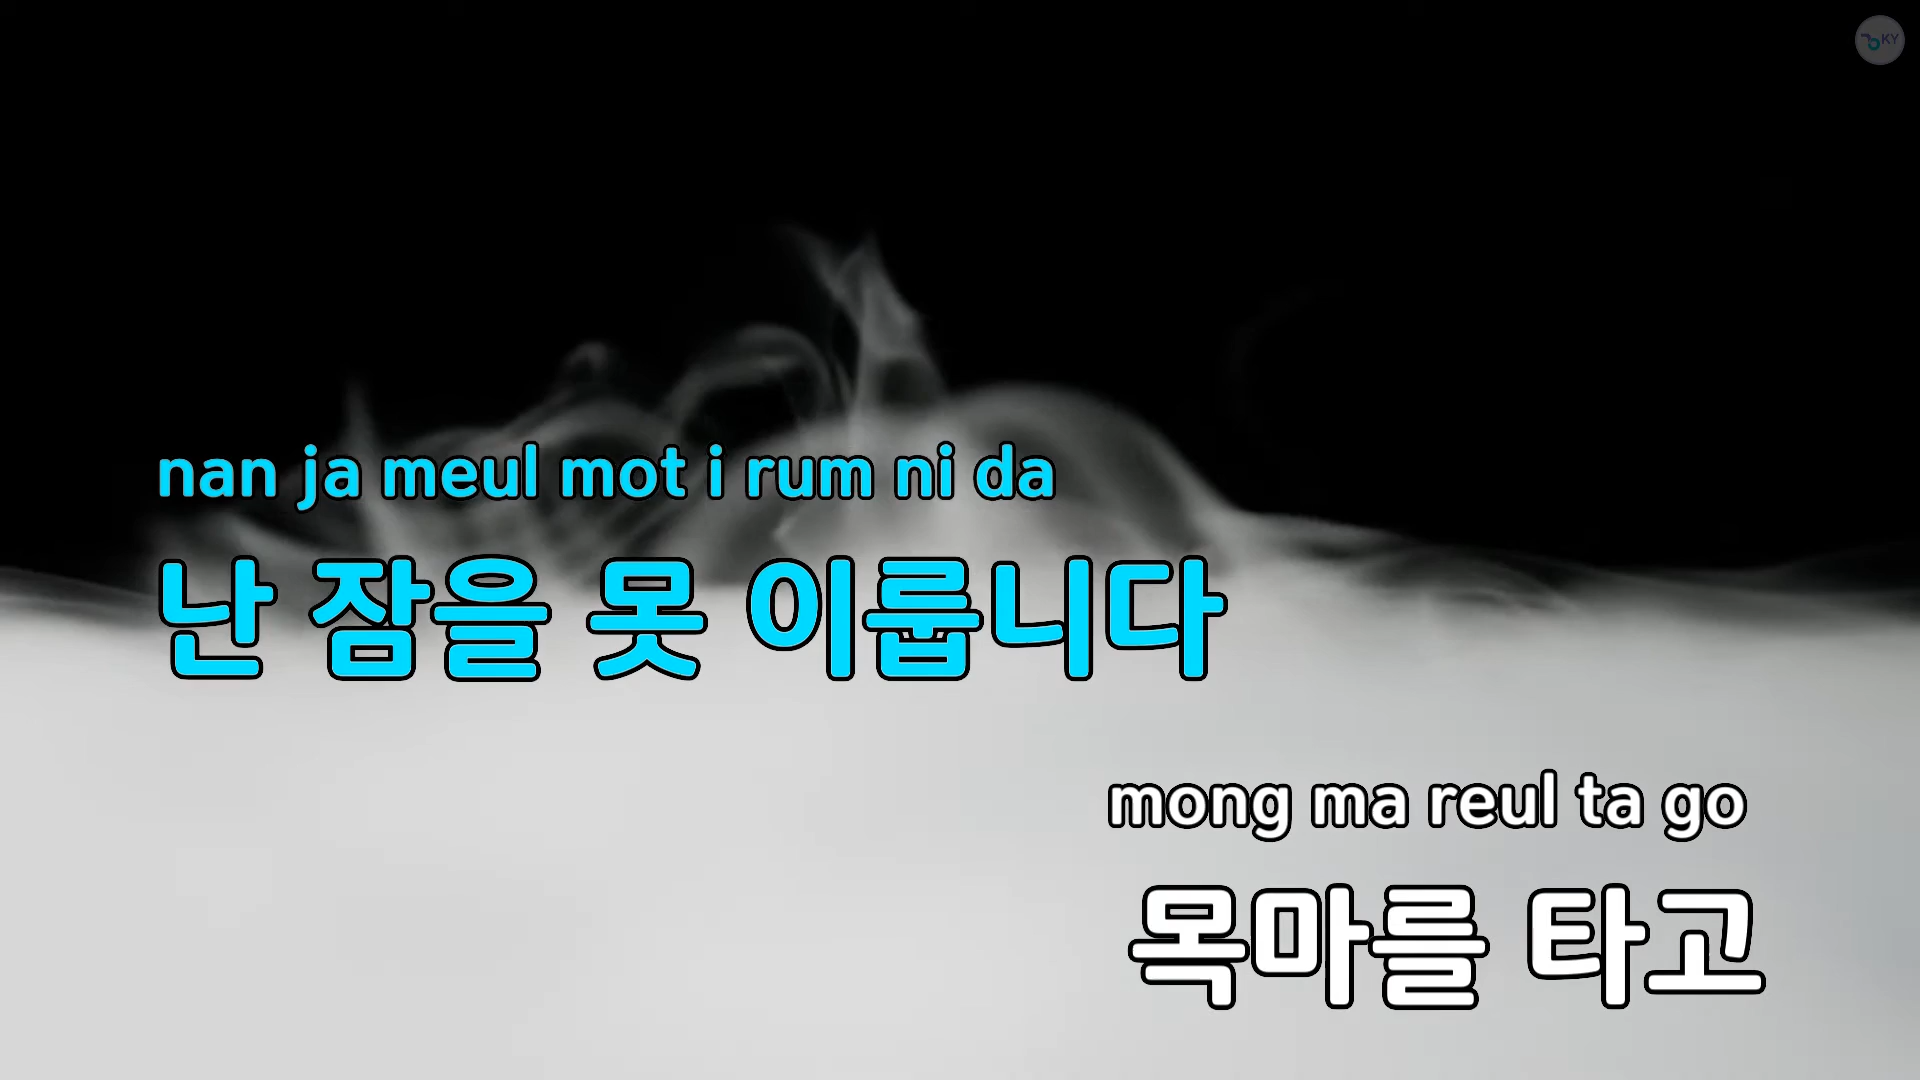 KY
nan ja meul mot i rum ni da
난 잠을 못 이룹니다
mong ma reul ta go
목마를 타고